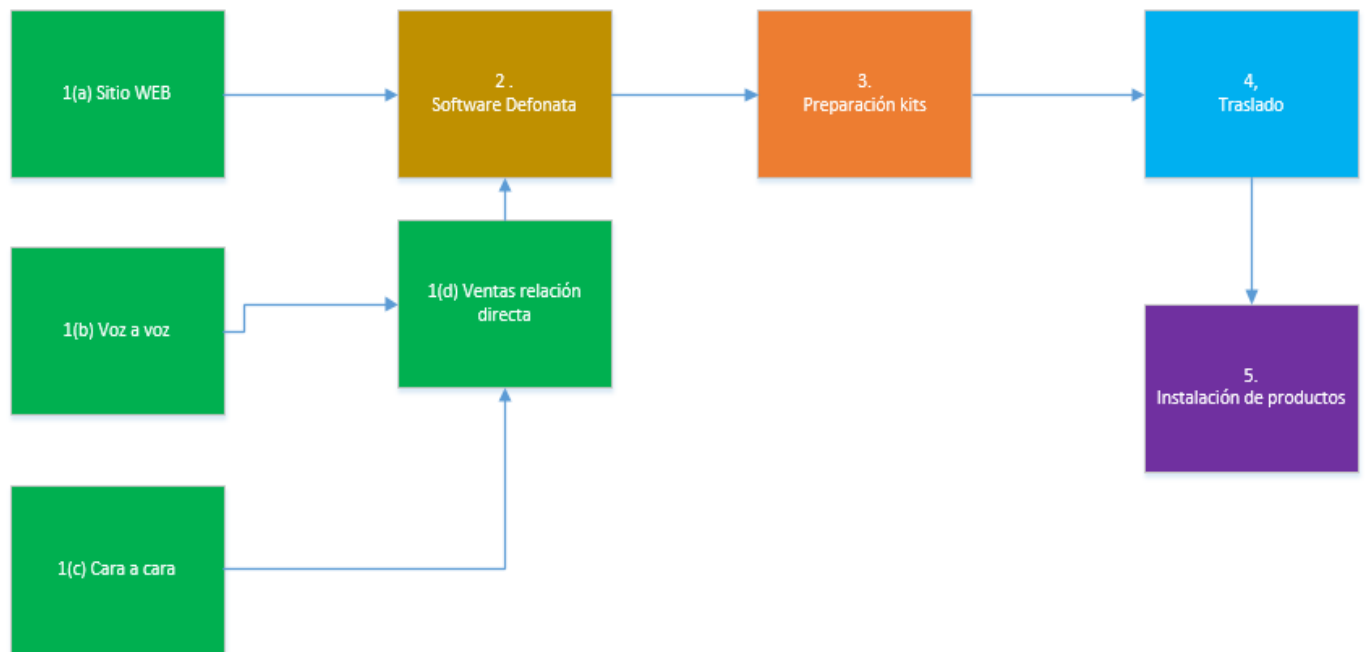 1(a) Sitio WEB
2 .
Software Defonata
3.
Preparación kits
4,
Traslado
1(b) Voz a voz
1(d) Ventas relación
directa
5.
Instalación de productos
1(c) Cara a cara